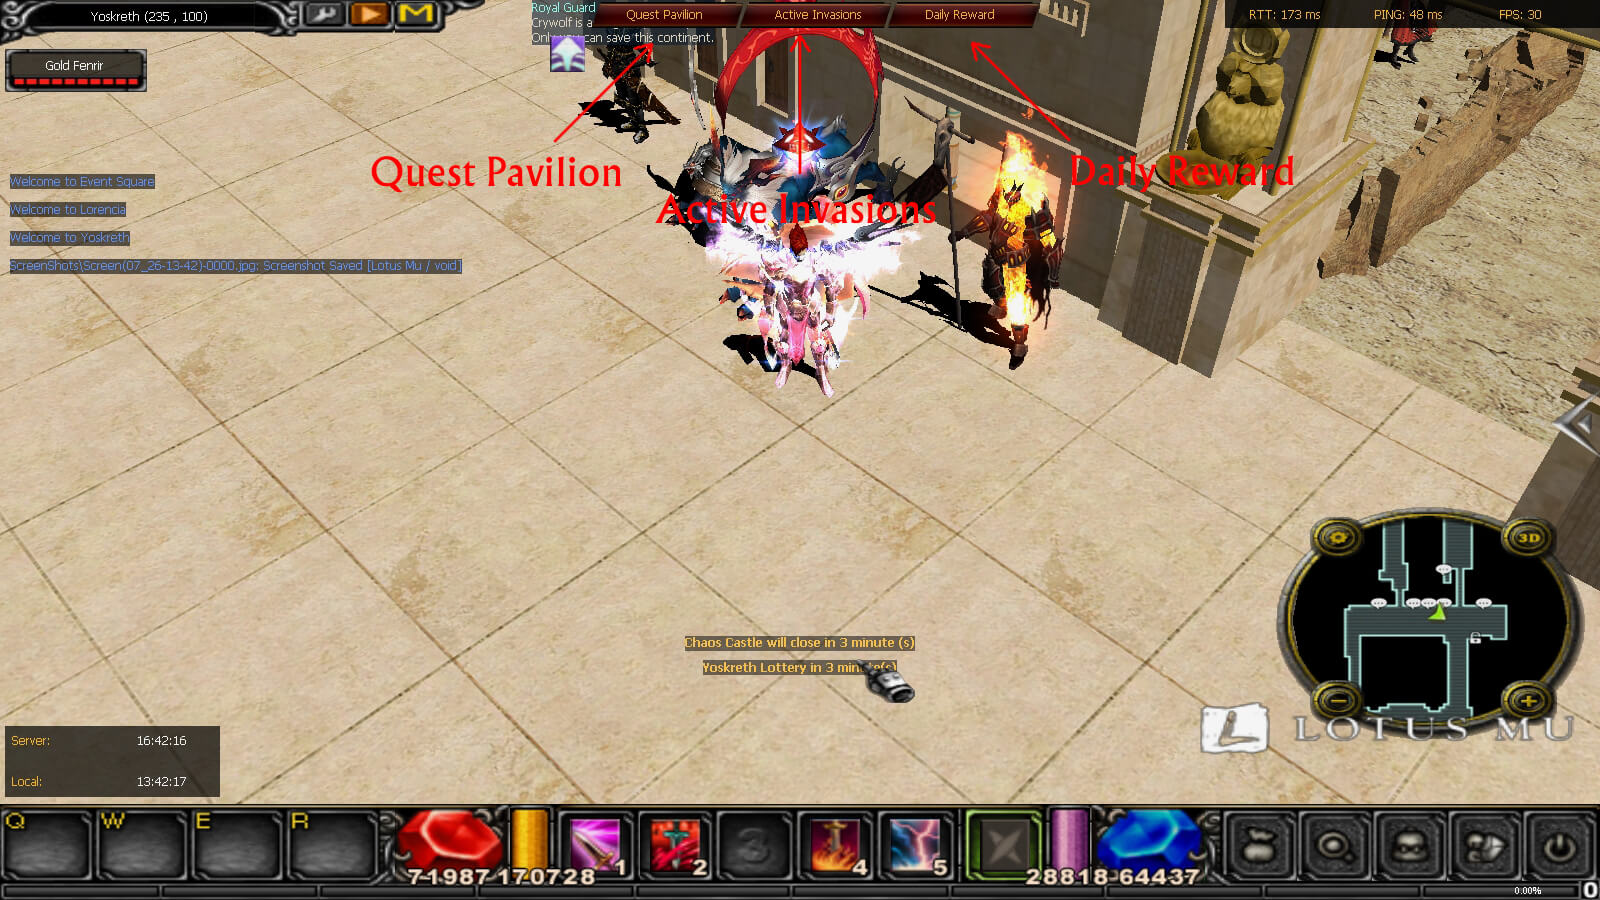 Yoskreth (235 , 100)
Royal Guard
Crywolf is a
Only you can save this continent.
Quest Pavilion
Active Invasions
Daily Reward
RTT: 173 ms
PING: 48 ms
FPS: 30
Gold Fenrir
Quest Pavilion
Active Invasions
Daily Reward
Welcome to Event Square
Welcome to Lorencia
Welcome to Yoskreth
ScreenShots\Screen(07_26-13-42)-0000.jpg: Screenshot Saved [Lotus Mu / void]
3D
Chaos Castle will close in 3 minute (s)
Yoskreth Lottery in 3 minute(s)
LOTUS MU
Server: 16:42:16
Local: 13:42:17
Q W E R
1 2 3 4 5
71987 170728
28818 64437
0.00% 0